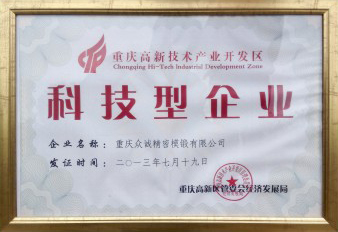 重庆高新技术产业开发区
Chongqing Hi-Tech Industrial Development Zone
科技型企业
企业名称：重庆众诚精密模锻有限公司
发证时间：二〇一三年七月十九日
重庆高新区管委会经济发展局